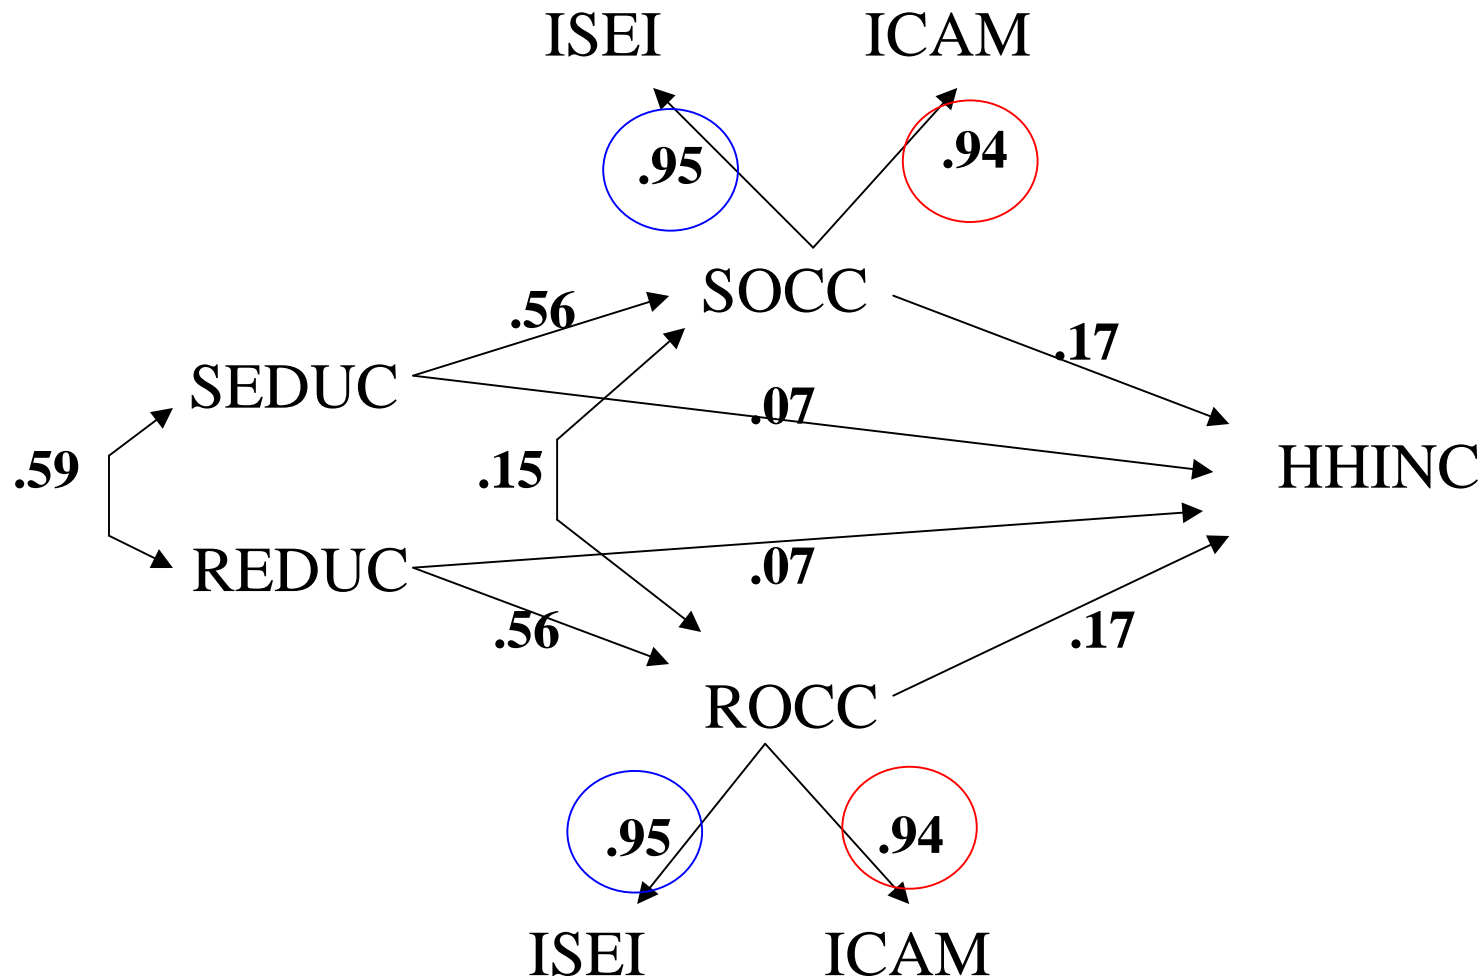 ISEI ICAM
.95 .94
SOCC
.56
.17
SEDUC
.07
.59 .15 HHINC
REDUC
.07
.56 .17
ROCC
.95 .94
ISEI ICAM